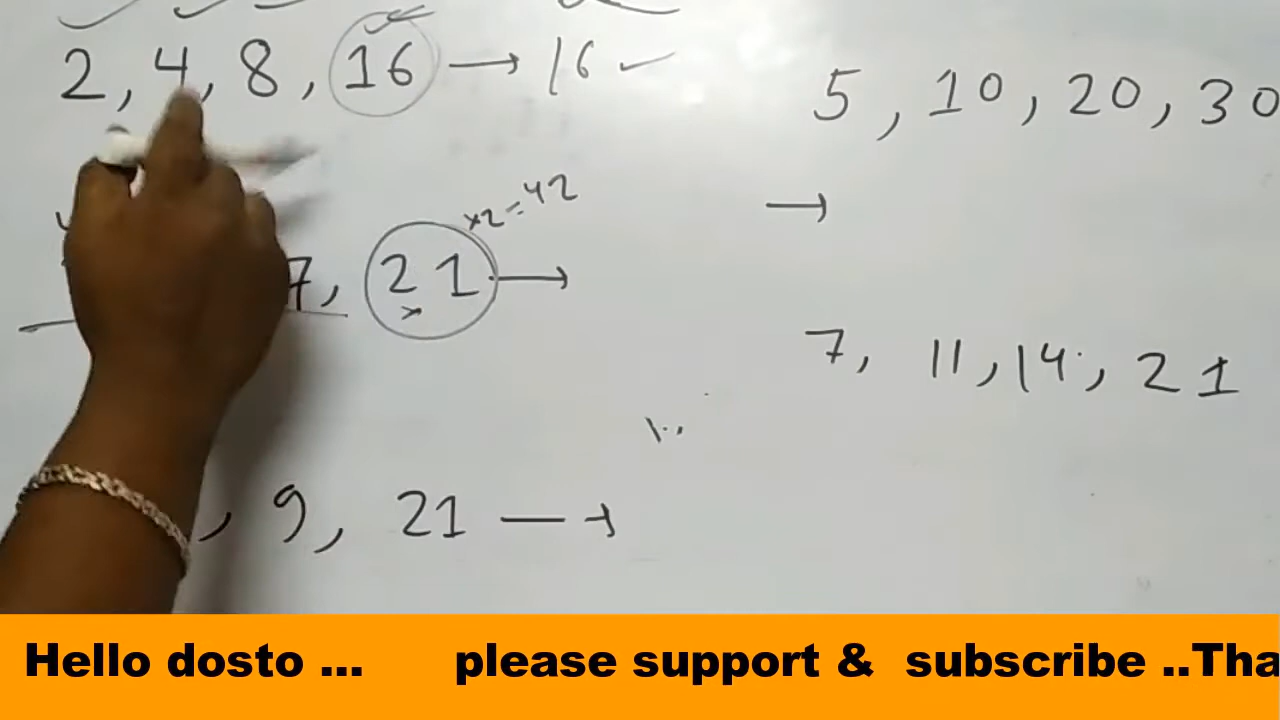 2, 4, 8, 16 → 16 ✓
5, 10, 20, 30
×2 = 42
7, 21 →
→
7, 11, 14, 21
, 9, 21 →
Hello dosto ... please support & subscribe ..Tha